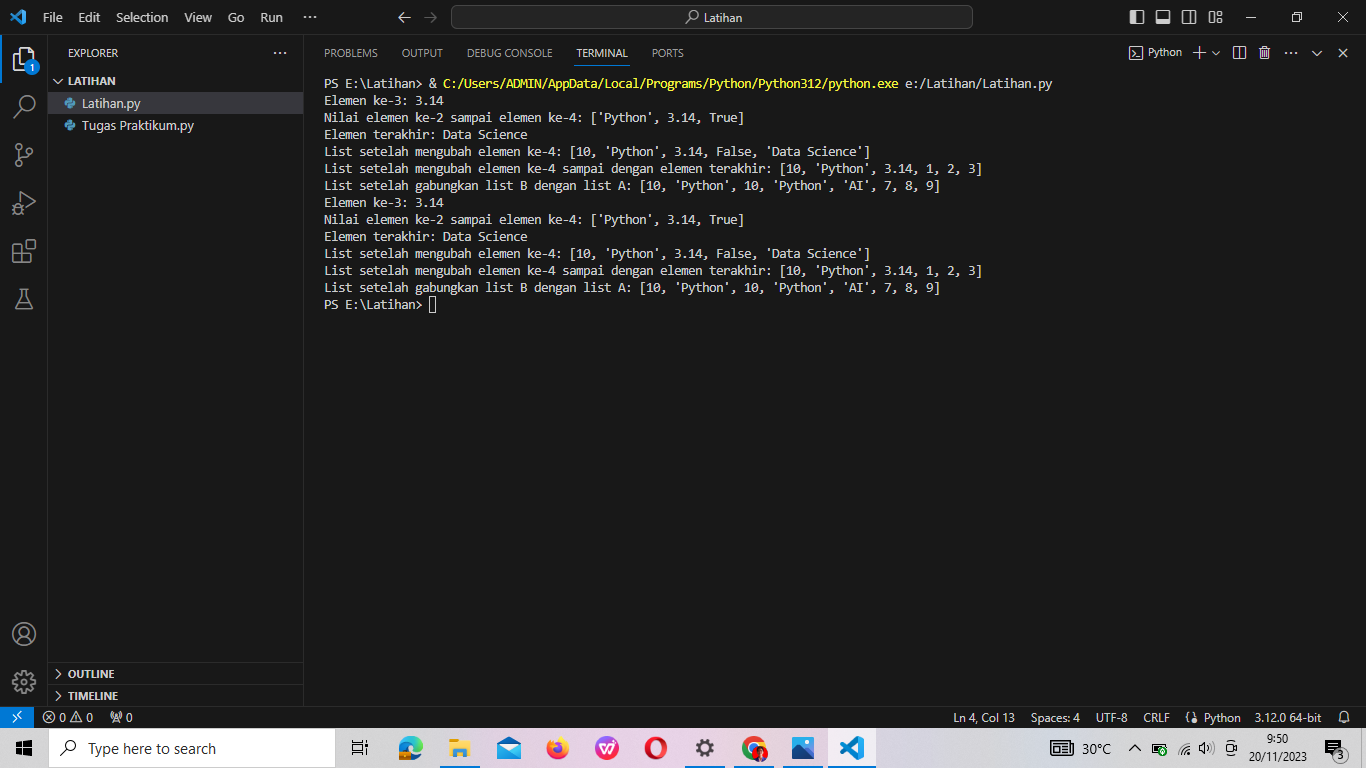 File Edit Selection View Go Run ···
Latihan
EXPLORER
LATIHAN
Latihan.py
Tugas Praktikum.py
OUTLINE
TIMELINE
PROBLEMS OUTPUT DEBUG CONSOLE TERMINAL PORTS
Python
PS E:\Latihan> & C:/Users/ADMIN/AppData/Local/Programs/Python/Python312/python.exe e:/Latihan/Latihan.py
Elemen ke-3: 3.14
Nilai elemen ke-2 sampai elemen ke-4: ['Python', 3.14, True]
Elemen terakhir: Data Science
List setelah mengubah elemen ke-4: [10, 'Python', 3.14, False, 'Data Science']
List setelah mengubah elemen ke-4 sampai dengan elemen terakhir: [10, 'Python', 3.14, 1, 2, 3]
List setelah gabungkan list B dengan list A: [10, 'Python', 10, 'Python', 'AI', 7, 8, 9]
Elemen ke-3: 3.14
Nilai elemen ke-2 sampai elemen ke-4: ['Python', 3.14, True]
Elemen terakhir: Data Science
List setelah mengubah elemen ke-4: [10, 'Python', 3.14, False, 'Data Science']
List setelah mengubah elemen ke-4 sampai dengan elemen terakhir: [10, 'Python', 3.14, 1, 2, 3]
List setelah gabungkan list B dengan list A: [10, 'Python', 10, 'Python', 'AI', 7, 8, 9]
PS E:\Latihan>
1
0 0 0
Ln 4, Col 13 Spaces: 4 UTF-8 CRLF Python 3.12.0 64-bit
Type here to search
30°C
9:50
20/11/2023
3